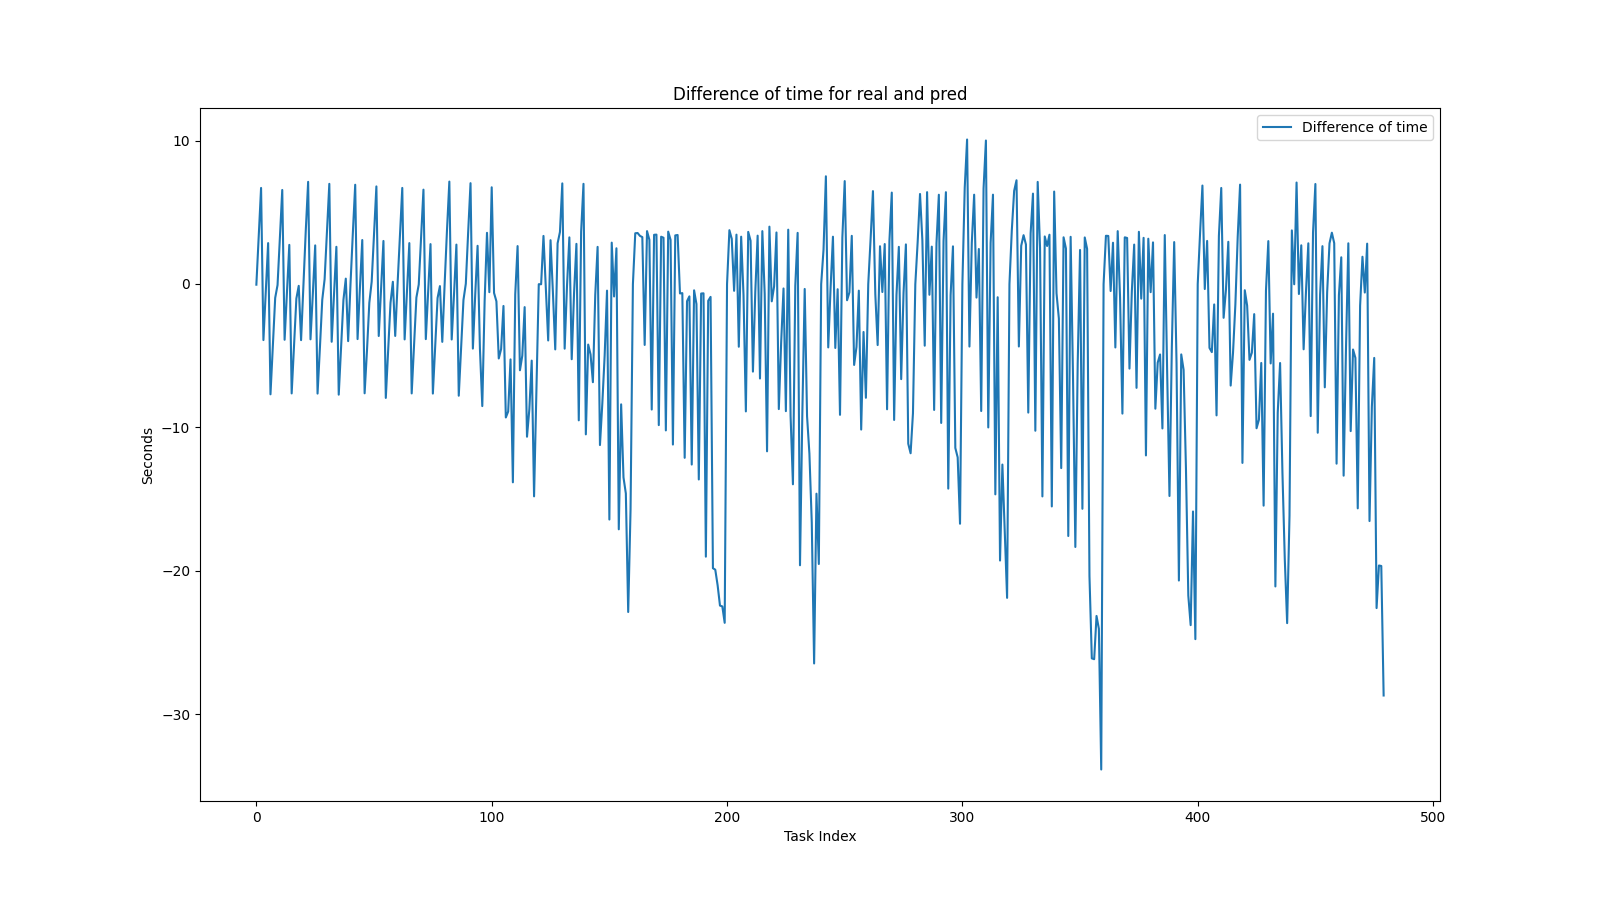 Difference of time for real and pred
Difference of time
10
0
−10
−20
−30
Seconds
0
100
200
300
400
500
Task Index